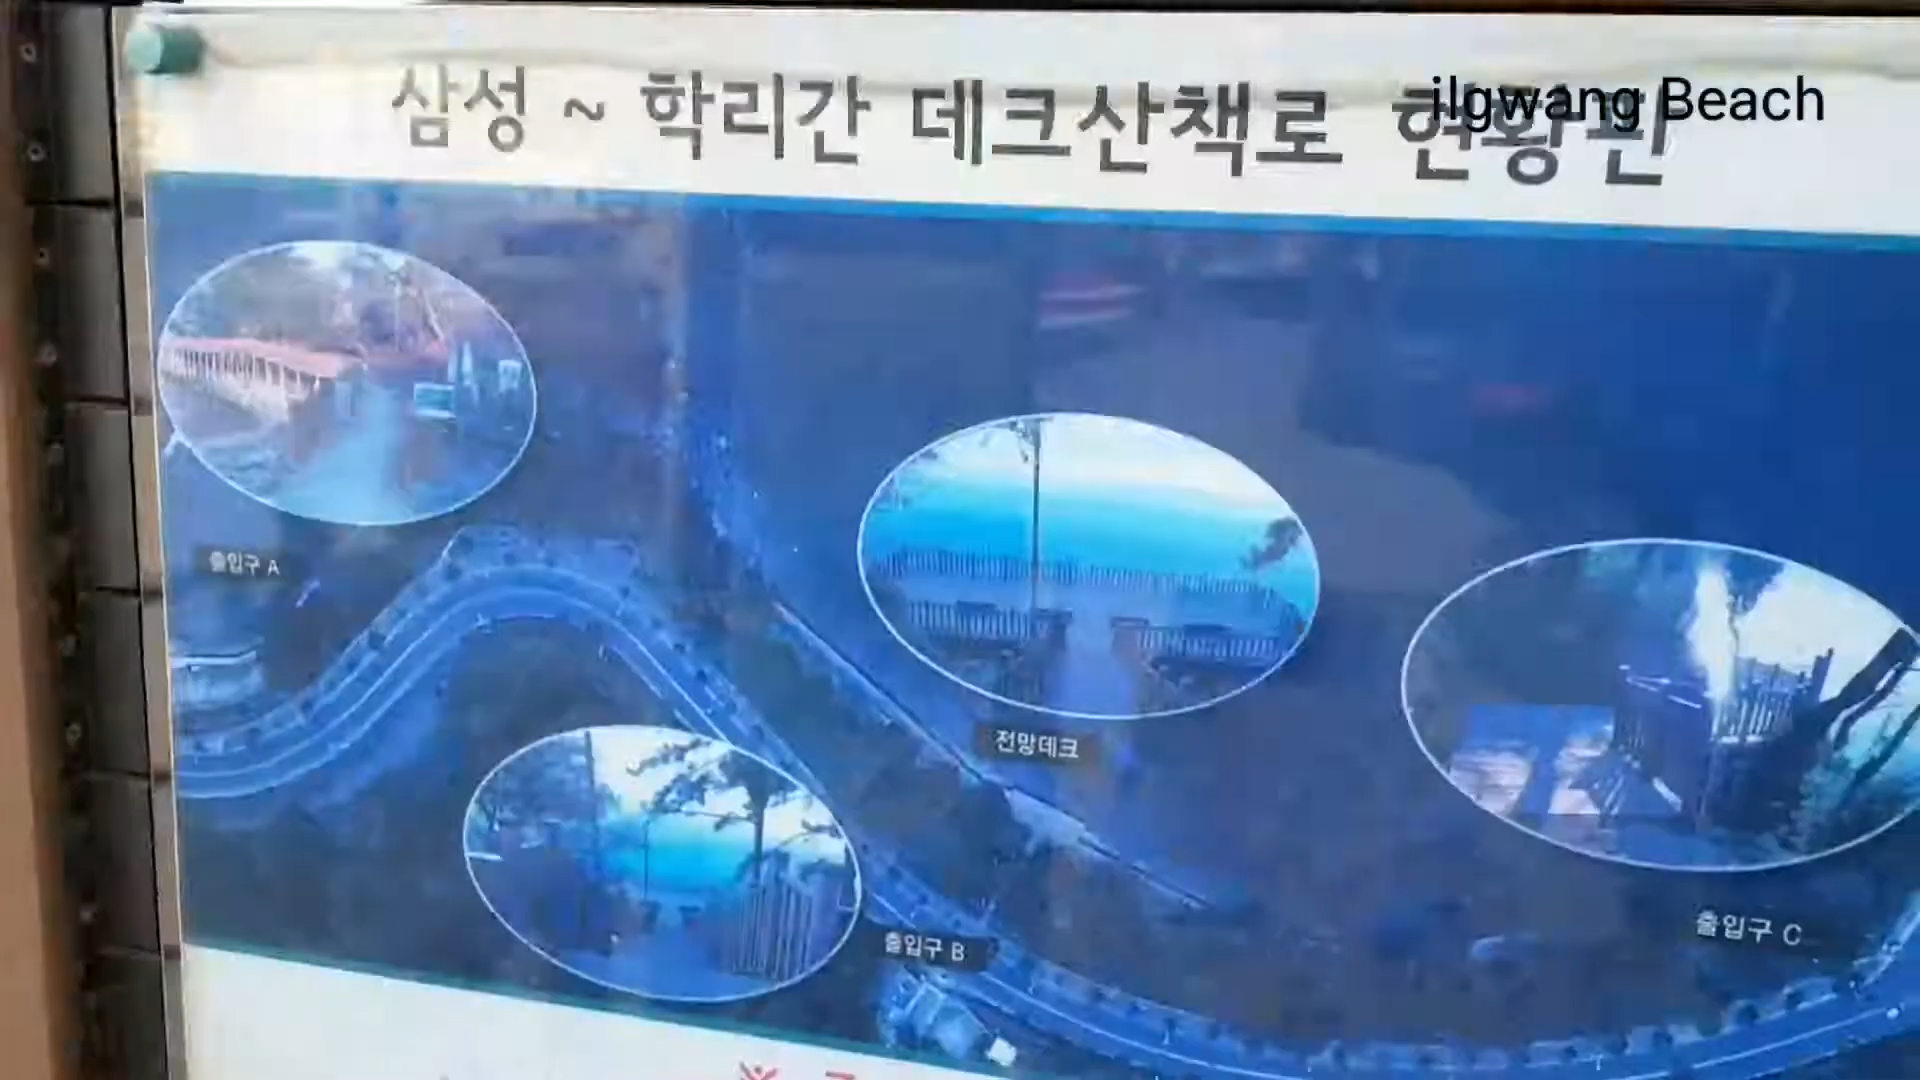 삼성 ~ 학리간 데크산책로 현황판
ilgwang Beach
출입구 A
전망데크
출입구 B
출입구 C